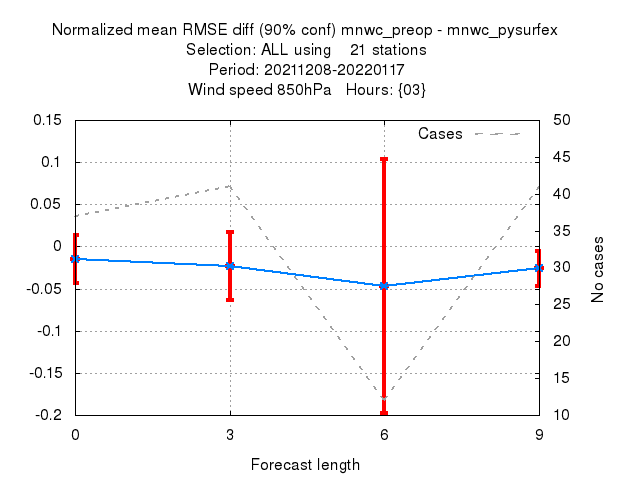 Normalized mean RMSE diff (90% conf) mnwc_preop - mnwc_pysurfex
Selection: ALL using 21 stations
Period: 20211208-20220117
Wind speed 850hPa Hours: {03}
Cases
0.15
0.1
0.05
0
-0.05
-0.1
-0.15
-0.2
50
45
40
35
30
25
20
15
10
No cases
0 3 6 9
Forecast length